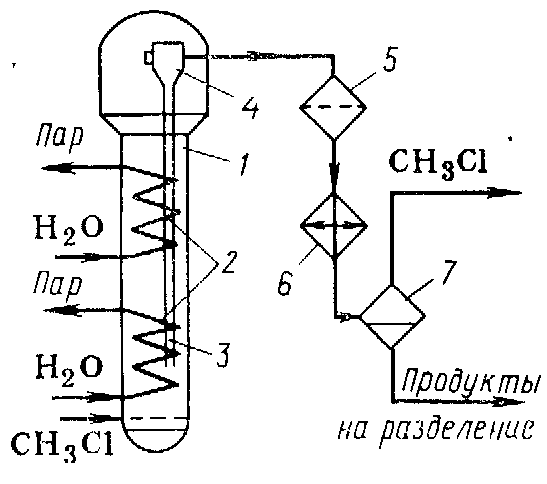 5
4
Пар
1
CH₃Cl
H₂O
2
6
7
Пар
3
H₂O
Продукты
CH₃Cl
на разделение